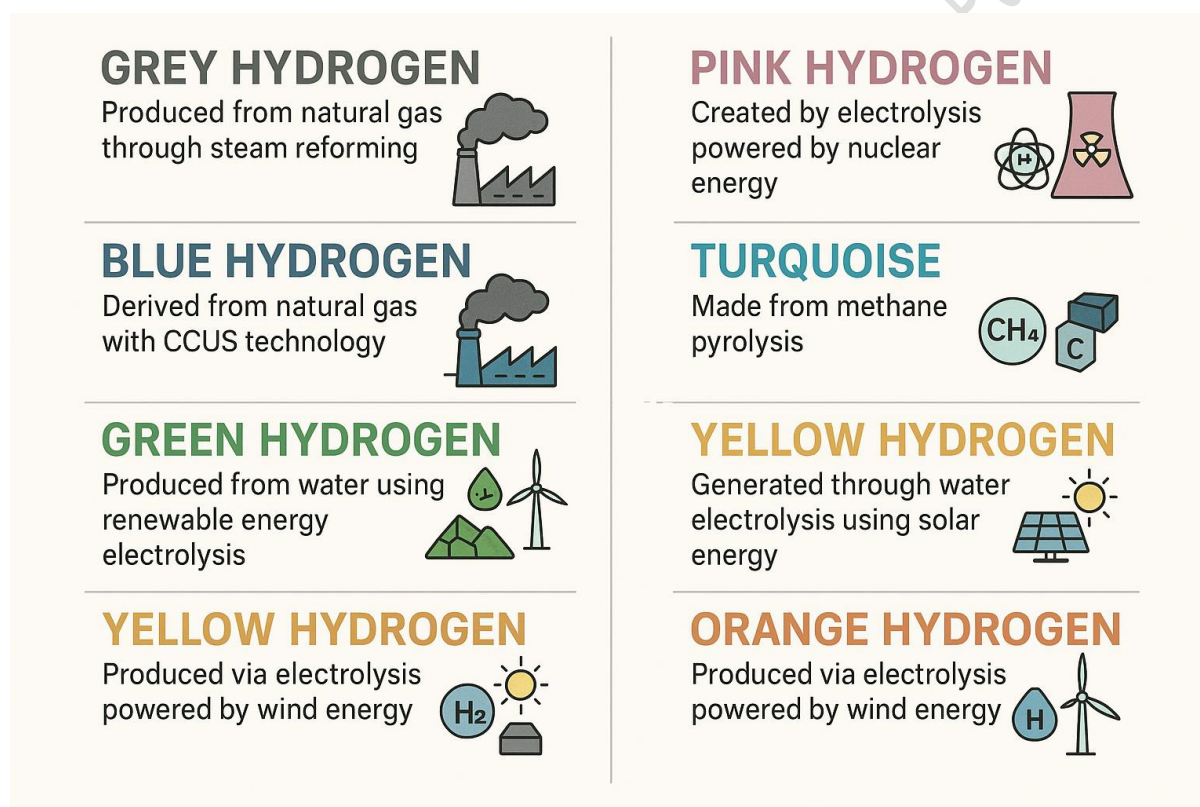 GREY HYDROGEN
Produced from natural gas
through steam reforming
BLUE HYDROGEN
Derived from natural gas
with CCUS technology
GREEN HYDROGEN
Produced from water using
renewable energy
electrolysis
YELLOW HYDROGEN
Produced via electrolysis
powered by wind energy
H₂
PINK HYDROGEN
Created by electrolysis
powered by nuclear
energy
H
TURQUOISE
Made from methane
pyrolysis
CH₄
C
YELLOW HYDROGEN
Generated through water
electrolysis using solar
energy
ORANGE HYDROGEN
Produced via electrolysis
powered by wind energy
H